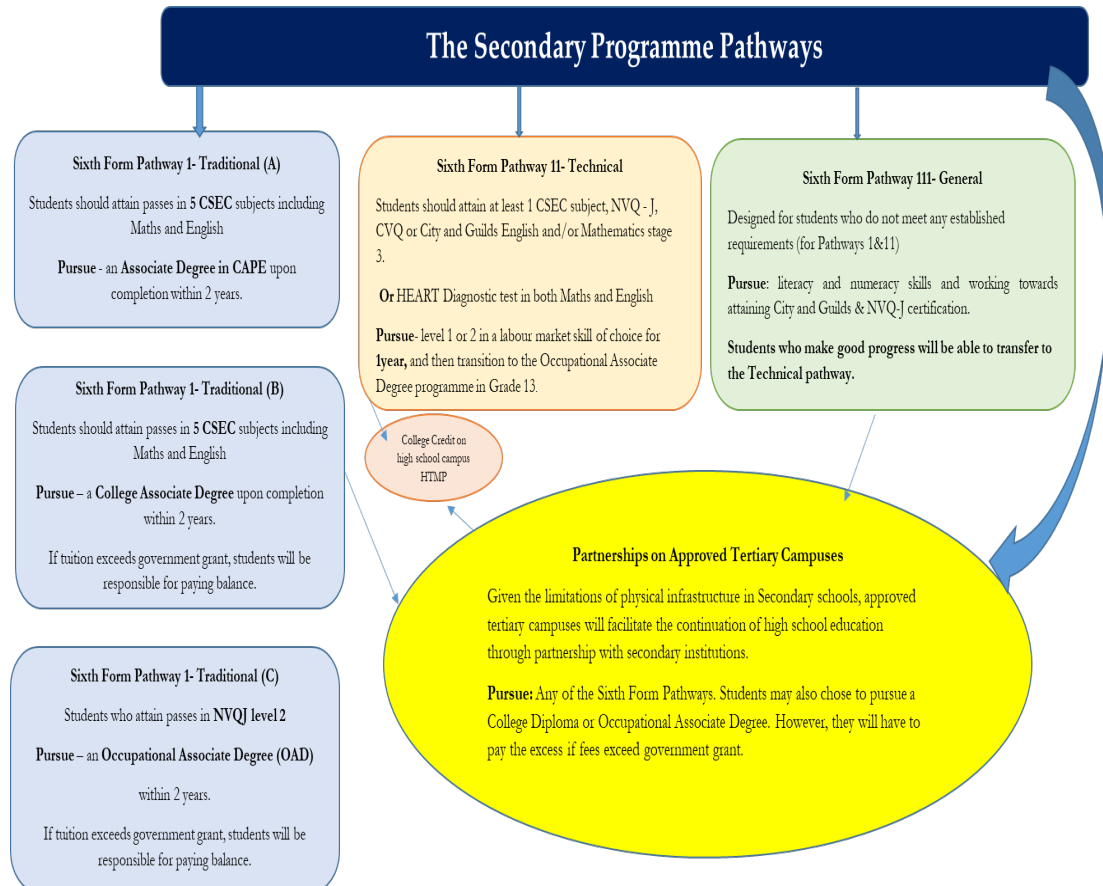 The Secondary Programme Pathways
Sixth Form Pathway 1- Traditional (A)
Students should attain passes in 5 CSEC subjects including
Maths and English
Pursue - an Associate Degree in CAPE upon
completion within 2 years.
Sixth Form Pathway 11- Technical
Students should attain at least 1 CSEC subject, NVQ - J,
CVQ or City and Guilds English and/or Mathematics stage
3.
Or HEART Diagnostic test in both Maths and English
Pursue- level 1 or 2 in a labour market skill of choice for
1year, and then transition to the Occupational Associate
Degree programme in Grade 13.
Sixth Form Pathway 111- General
Designed for students who do not meet any established
requirements (for Pathways 1&11)
Pursue: literacy and numeracy skills and working towards
attaining City and Guilds & NVQ-J certification.
Students who make good progress will be able to transfer to
the Technical pathway.
Sixth Form Pathway 1- Traditional (B)
Students should attain passes in 5 CSEC subjects including
Maths and English
Pursue – a College Associate Degree upon completion
within 2 years.
If tuition exceeds government grant, students will be
responsible for paying balance.
College Credit on
high school campus
HTMP
Partnerships on Approved Tertiary Campuses
Given the limitations of physical infrastructure in Secondary schools, approved
tertiary campuses will facilitate the continuation of high school education
through partnership with secondary institutions.
Pursue: Any of the Sixth Form Pathways. Students may also chose to pursue a
College Diploma or Occupational Associate Degree. However, they will have to
pay the excess if fees exceed government grant.
Sixth Form Pathway 1- Traditional (C)
Students who attain passes in NVQJ level 2
Pursue – an Occupational Associate Degree (OAD)
within 2 years.
If tuition exceeds government grant, students will be
responsible for paying balance.